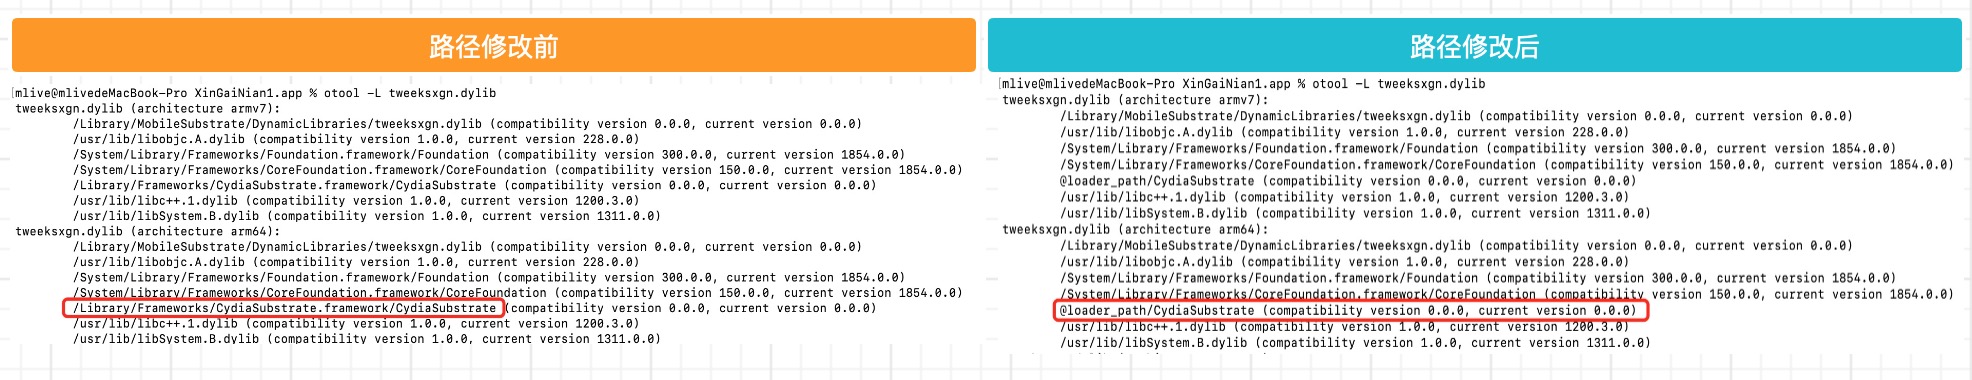 路径修改前
mlive@mlivedeMacBook-Pro XinGaiNian1.app % otool -L tweeksxgn.dylib
tweeksxgn.dylib (architecture armv7):
/Library/MobileSubstrate/DynamicLibraries/tweeksxgn.dylib (compatibility version 0.0.0, current version 0.0.0)
/usr/lib/libobjc.A.dylib (compatibility version 1.0.0, current version 228.0.0)
/System/Library/Frameworks/Foundation.framework/Foundation (compatibility version 300.0.0, current version 1854.0.0)
/System/Library/Frameworks/CoreFoundation.framework/CoreFoundation (compatibility version 150.0.0, current version 1854.0.0)
/Library/Frameworks/CydiaSubstrate.framework/CydiaSubstrate (compatibility version 0.0.0, current version 0.0.0)
/usr/lib/libc++.1.dylib (compatibility version 1.0.0, current version 1200.3.0)
/usr/lib/libSystem.B.dylib (compatibility version 1.0.0, current version 1311.0.0)
tweeksxgn.dylib (architecture arm64):
/Library/MobileSubstrate/DynamicLibraries/tweeksxgn.dylib (compatibility version 0.0.0, current version 0.0.0)
/usr/lib/libobjc.A.dylib (compatibility version 1.0.0, current version 228.0.0)
/System/Library/Frameworks/Foundation.framework/Foundation (compatibility version 300.0.0, current version 1854.0.0)
/System/Library/Frameworks/CoreFoundation.framework/CoreFoundation (compatibility version 150.0.0, current version 1854.0.0)
/Library/Frameworks/CydiaSubstrate.framework/CydiaSubstrate (compatibility version 0.0.0, current version 0.0.0)
/usr/lib/libc++.1.dylib (compatibility version 1.0.0, current version 1200.3.0)
/usr/lib/libSystem.B.dylib (compatibility version 1.0.0, current version 1311.0.0)
路径修改后
mlive@mlivedeMacBook-Pro XinGaiNian1.app % otool -L tweeksxgn.dylib
tweeksxgn.dylib (architecture armv7):
/Library/MobileSubstrate/DynamicLibraries/tweeksxgn.dylib (compatibility version 0.0.0, current version 0.0.0)
/usr/lib/libobjc.A.dylib (compatibility version 1.0.0, current version 228.0.0)
/System/Library/Frameworks/Foundation.framework/Foundation (compatibility version 300.0.0, current version 1854.0.0)
/System/Library/Frameworks/CoreFoundation.framework/CoreFoundation (compatibility version 150.0.0, current version 1854.0.0)
@loader_path/CydiaSubstrate (compatibility version 0.0.0, current version 0.0.0)
/usr/lib/libc++.1.dylib (compatibility version 1.0.0, current version 1200.3.0)
/usr/lib/libSystem.B.dylib (compatibility version 1.0.0, current version 1311.0.0)
tweeksxgn.dylib (architecture arm64):
/Library/MobileSubstrate/DynamicLibraries/tweeksxgn.dylib (compatibility version 0.0.0, current version 0.0.0)
/usr/lib/libobjc.A.dylib (compatibility version 1.0.0, current version 228.0.0)
/System/Library/Frameworks/Foundation.framework/Foundation (compatibility version 300.0.0, current version 1854.0.0)
/System/Library/Frameworks/CoreFoundation.framework/CoreFoundation (compatibility version 150.0.0, current version 1854.0.0)
@loader_path/CydiaSubstrate (compatibility version 0.0.0, current version 0.0.0)
/usr/lib/libc++.1.dylib (compatibility version 1.0.0, current version 1200.3.0)
/usr/lib/libSystem.B.dylib (compatibility version 1.0.0, current version 1311.0.0)